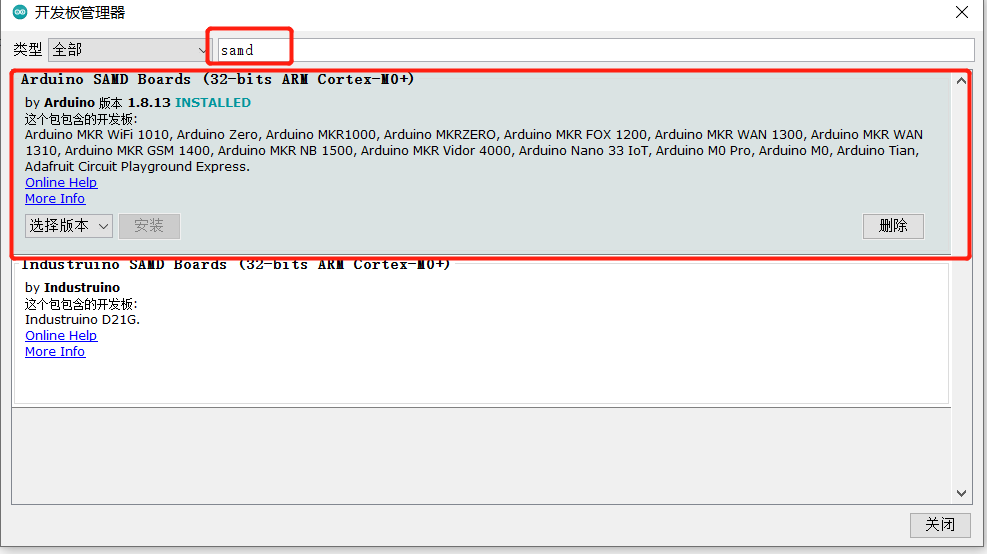 开发板管理器
类型 全部 samd
Arduino SAMD Boards (32-bits ARM Cortex-M0+)
by Arduino 版本 1.8.13 INSTALLED
这个包包含的开发板:
Arduino MKR WiFi 1010, Arduino Zero, Arduino MKR1000, Arduino MKRZERO, Arduino MKR FOX 1200, Arduino MKR WAN 1300, Arduino MKR WAN
1310, Arduino MKR GSM 1400, Arduino MKR NB 1500, Arduino MKR Vidor 4000, Arduino Nano 33 IoT, Arduino M0 Pro, Arduino M0, Arduino Tian,
Adafruit Circuit Playground Express.
Online Help
More Info
选择版本 安装 删除
Industruino SAMD Boards (32-bits ARM Cortex-M0+)
by Industruino
这个包包含的开发板:
Industruino D21G.
Online Help
More Info
关闭